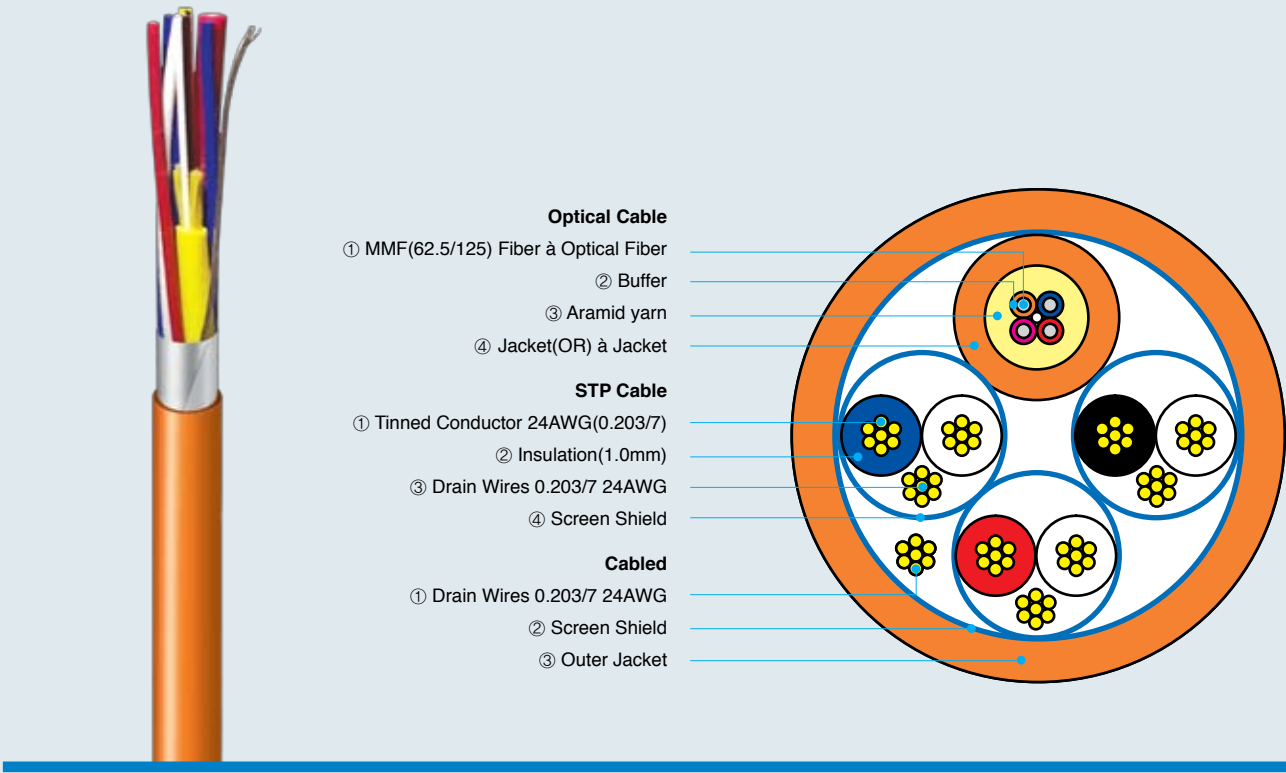 Optical Cable
① MMF(62.5/125) Fiber à Optical Fiber
② Buffer
③ Aramid yarn
④ Jacket(OR) à Jacket
STP Cable
① Tinned Conductor 24AWG(0.203/7)
② Insulation(1.0mm)
③ Drain Wires 0.203/7 24AWG
④ Screen Shield
Cabled
① Drain Wires 0.203/7 24AWG
② Screen Shield
③ Outer Jacket